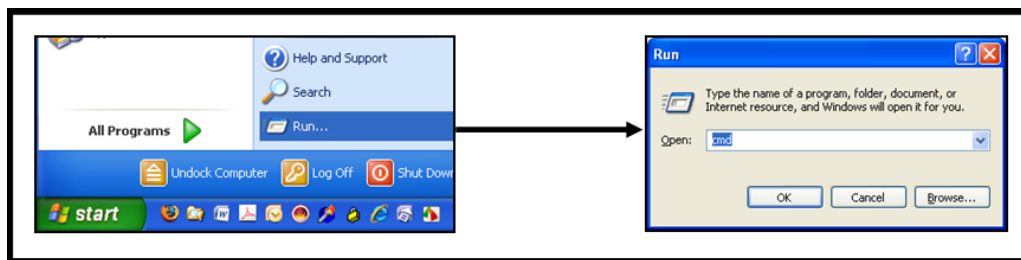 Help and Support
Search
Run...
All Programs
Undock Computer
Log Off
Shut Down
start
Run
Type the name of a program, folder, document, or
Internet resource, and Windows will open it for you.
Open:
cmd
OK
Cancel
Browse...